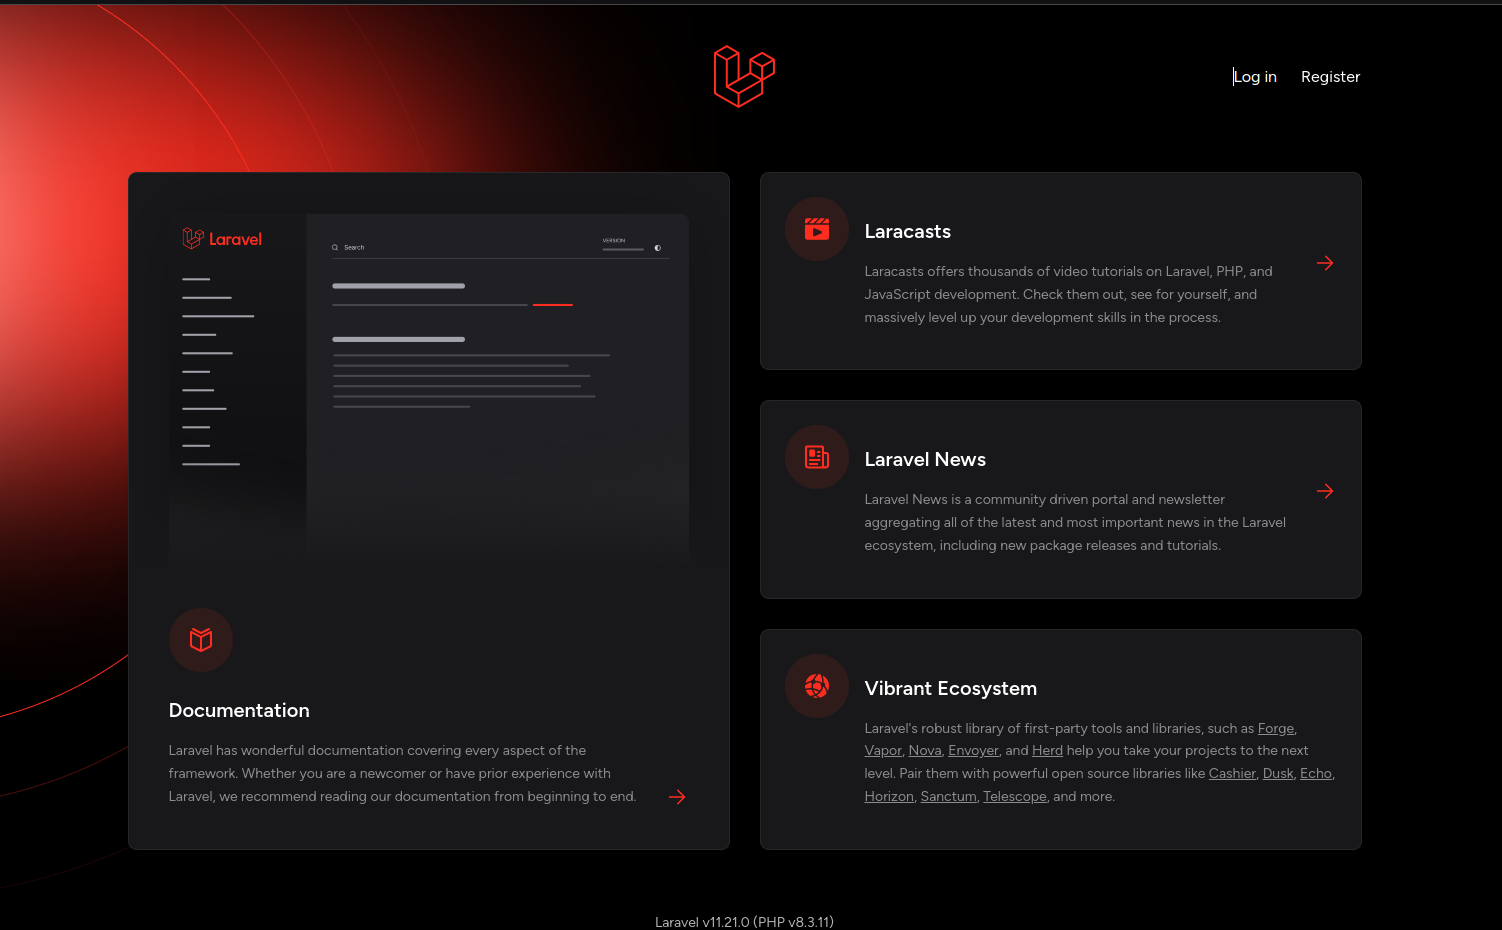 Log in
Register
Laravel
Search
VERSION
Documentation
Laravel has wonderful documentation covering every aspect of the
framework. Whether you are a newcomer or have prior experience with
Laravel, we recommend reading our documentation from beginning to end.
Laracasts
Laracasts offers thousands of video tutorials on Laravel, PHP, and
JavaScript development. Check them out, see for yourself, and
massively level up your development skills in the process.
Laravel News
Laravel News is a community driven portal and newsletter
aggregating all of the latest and most important news in the Laravel
ecosystem, including new package releases and tutorials.
Vibrant Ecosystem
Laravel's robust library of first-party tools and libraries, such as Forge,
Vapor, Nova, Envoyer, and Herd help you take your projects to the next
level. Pair them with powerful open source libraries like Cashier, Dusk, Echo,
Horizon, Sanctum, Telescope, and more.
Laravel v11.21.0 (PHP v8.3.11)